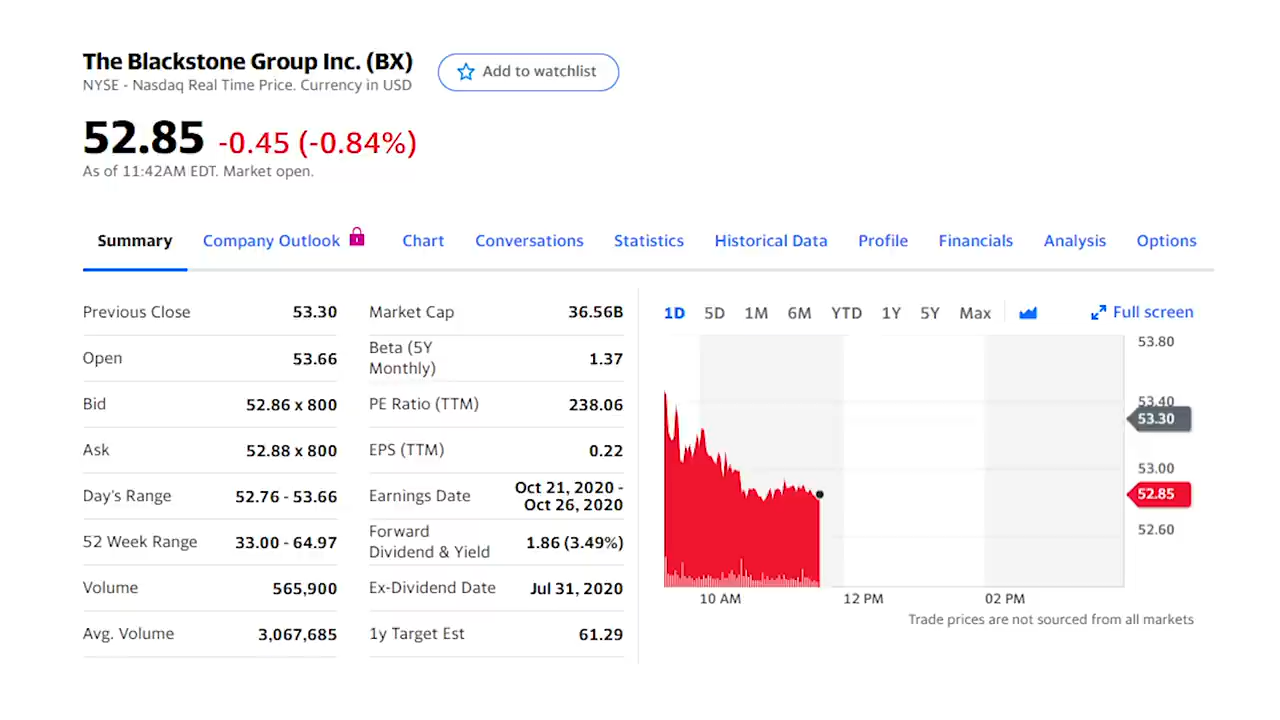 The Blackstone Group Inc. (BX)
Add to watchlist
NYSE - Nasdaq Real Time Price. Currency in USD
52.85 -0.45 (-0.84%)
As of 11:42AM EDT. Market open.
Summary Company Outlook Chart Conversations Statistics Historical Data Profile Financials Analysis Options
Previous Close 53.30
Open 53.66
Bid 52.86 x 800
Ask 52.88 x 800
Day's Range 52.76 - 53.66
52 Week Range 33.00 - 64.97
Volume 565,900
Avg. Volume 3,067,685
Market Cap 36.56B
Beta (5Y
Monthly) 1.37
PE Ratio (TTM) 238.06
EPS (TTM) 0.22
Earnings Date Oct 21, 2020 -
Oct 26, 2020
Forward
Dividend & Yield 1.86 (3.49%)
Ex-Dividend Date Jul 31, 2020
1y Target Est 61.29
1D 5D 1M 6M YTD 1Y 5Y Max Full screen
53.80
53.40
53.30
53.00
52.85
52.60
10 AM 12 PM 02 PM
Trade prices are not sourced from all markets